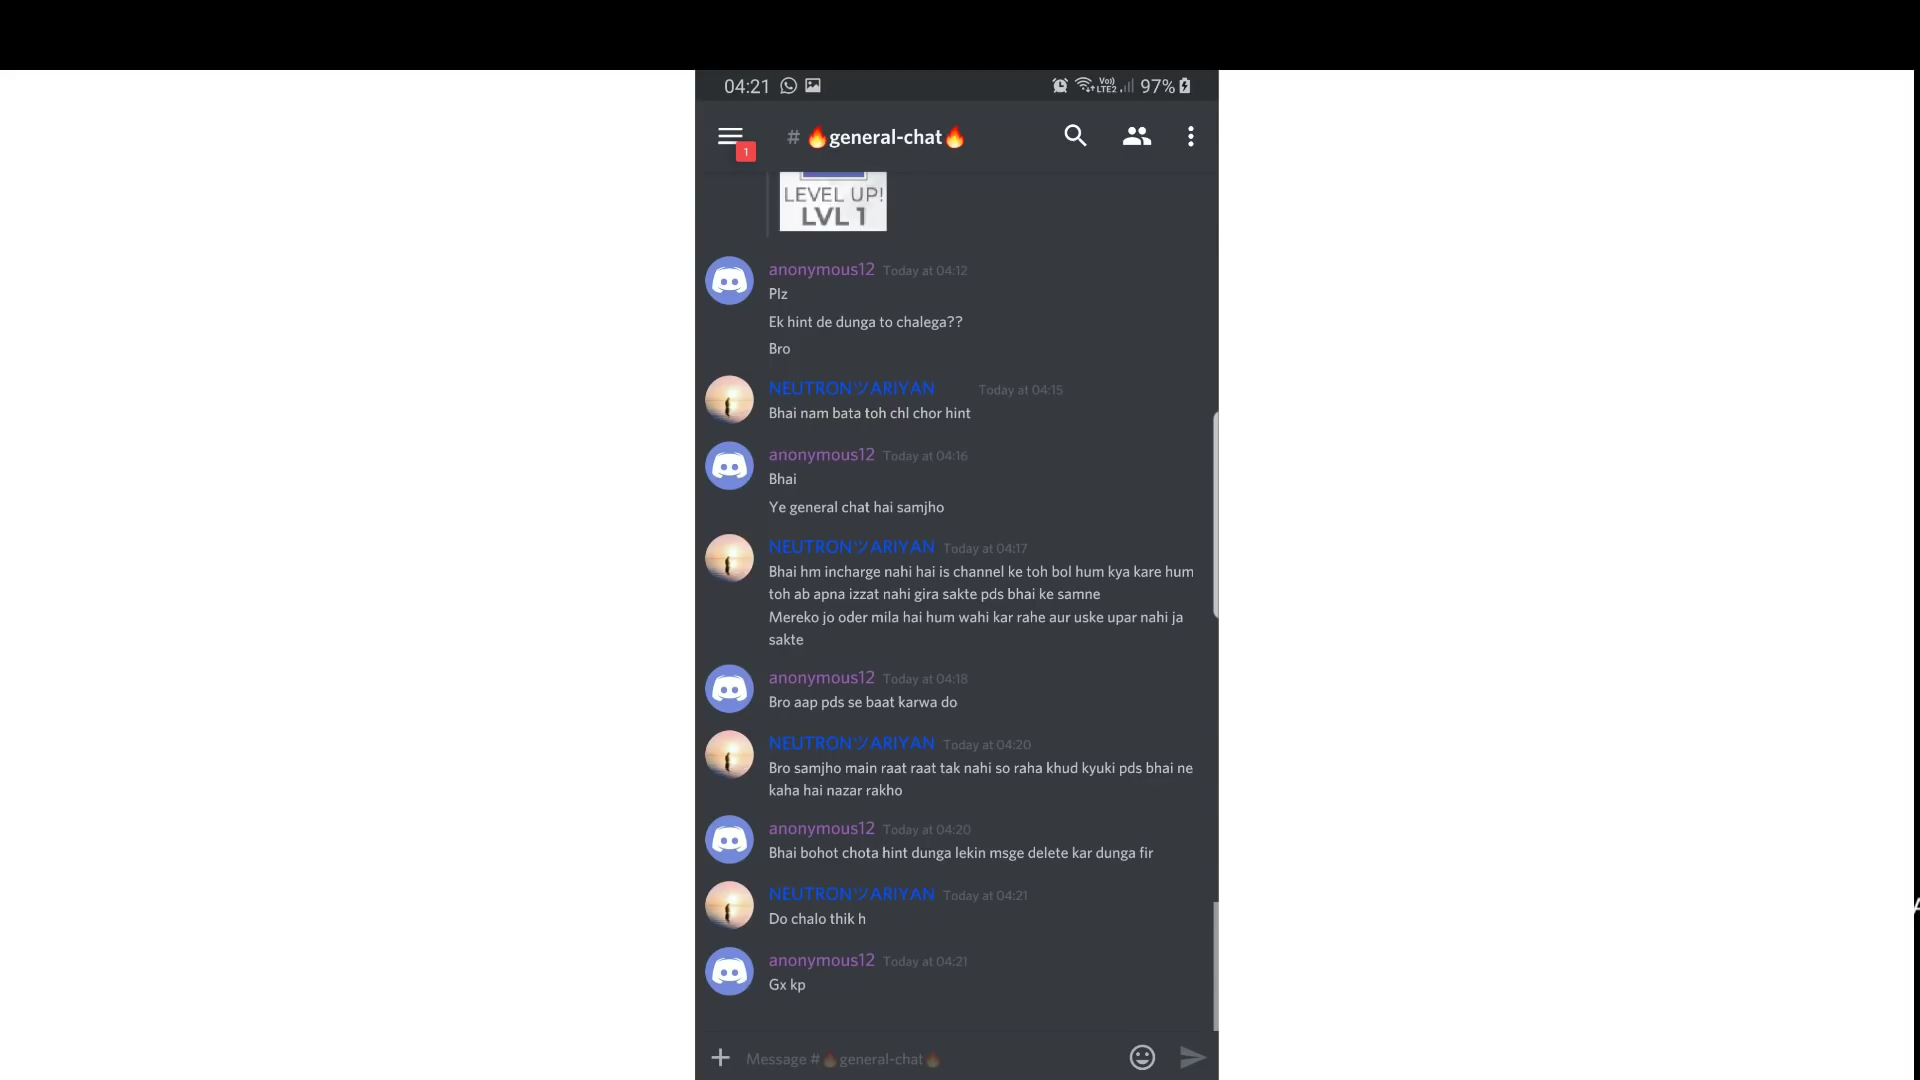 04:21 Vo)) LTE2 97%
1
# 🔥general-chat🔥
LEVEL UP!
LVL 1
anonymous12 Today at 04:12
Plz
Ek hint de dunga to chalega??
Bro
NEUTRONツARIYAN Today at 04:15
Bhai nam bata toh chl chor hint
anonymous12 Today at 04:16
Bhai
Ye general chat hai samjho
NEUTRONツARIYAN Today at 04:17
Bhai hm incharge nahi hai is channel ke toh bol hum kya kare hum
toh ab apna izzat nahi gira sakte pds bhai ke samne
Mereko jo oder mila hai hum wahi kar rahe aur uske upar nahi ja
sakte
anonymous12 Today at 04:18
Bro aap pds se baat karwa do
NEUTRONツARIYAN Today at 04:20
Bro samjho main raat raat tak nahi so raha khud kyuki pds bhai ne
kaha hai nazar rakho
anonymous12 Today at 04:20
Bhai bohot chota hint dunga lekin msge delete kar dunga fir
NEUTRONツARIYAN Today at 04:21
Do chalo thik h
anonymous12 Today at 04:21
Gx kp
Message #🔥general-chat🔥